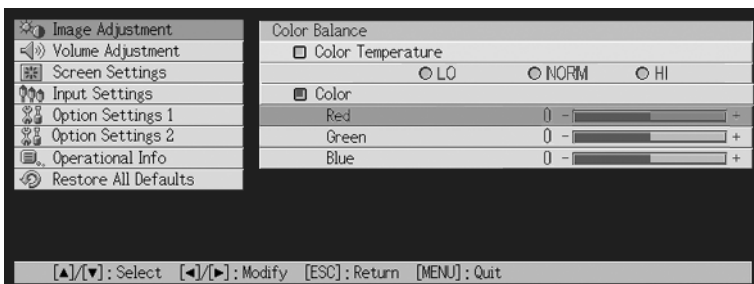 Image Adjustment
Volume Adjustment
Screen Settings
Input Settings
Option Settings 1
Option Settings 2
Operational Info
Restore All Defaults
Color Balance
Color Temperature
LO NORM HI
Color
Red 0 - +
Green 0 - +
Blue 0 - +
[▲]/[▼] : Select [◄]/[►] : Modify [ESC] : Return [MENU] : Quit